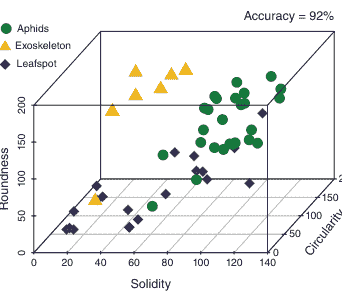 Accuracy = 92%
Aphids
Exoskeleton
Leafspot
200
150
100
50
0
Roundness
0 20 40 60 80 100 120 140
Solidity
0
50
100
150
2
Circularity